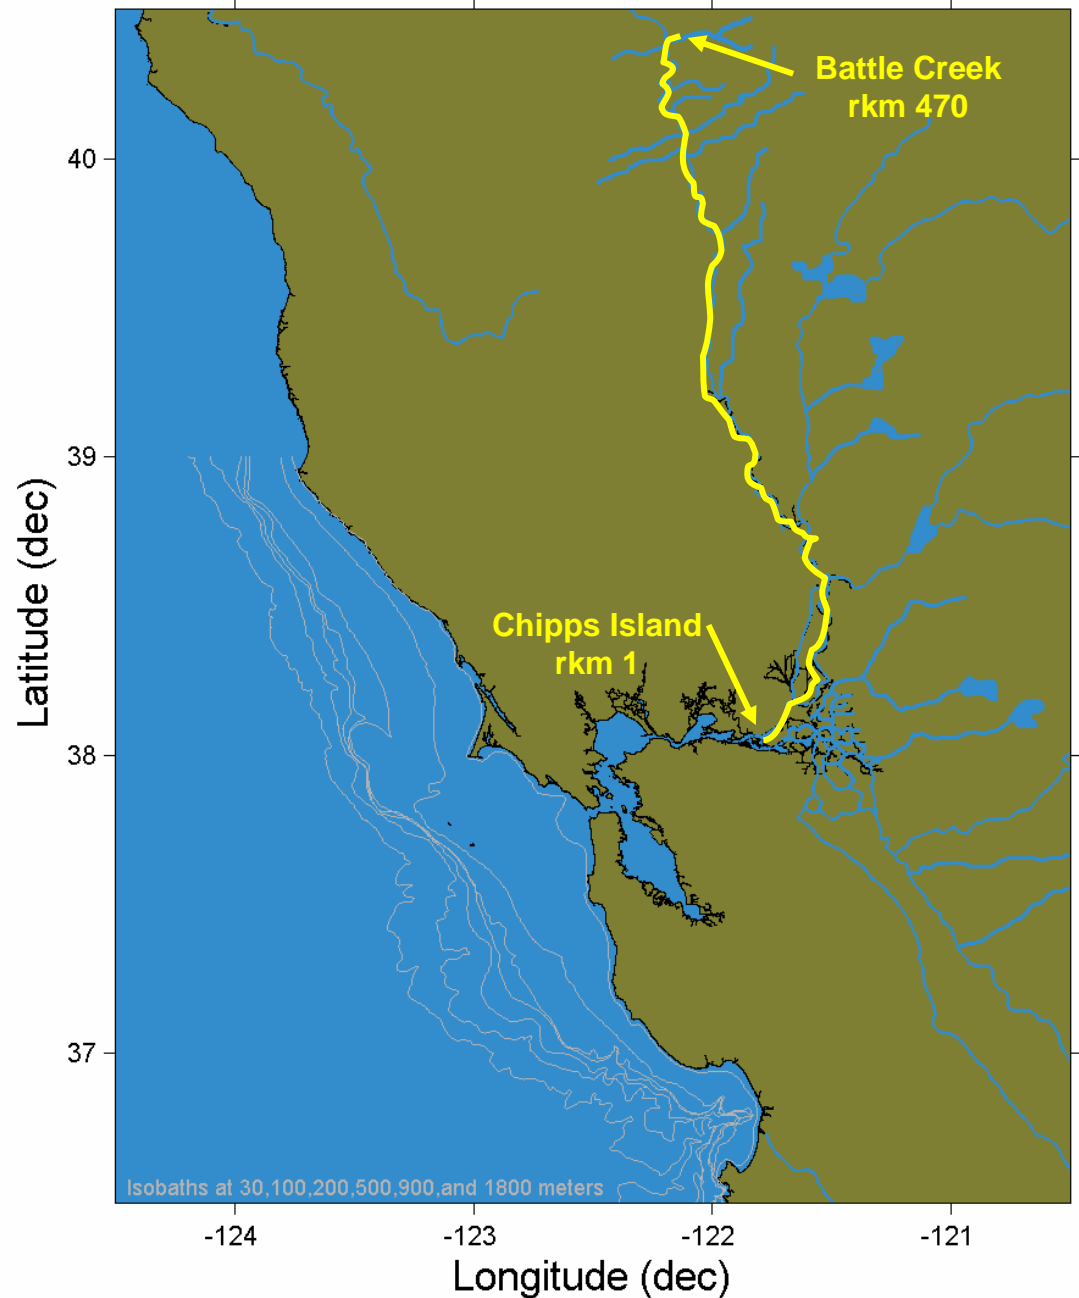 Battle Creek
rkm 470
40
39
Chipps Island
rkm 1
38
37
Isobaths at 30,100,200,500,900,and 1800 meters
-124
-123
-122
-121
Latitude (dec)
Longitude (dec)